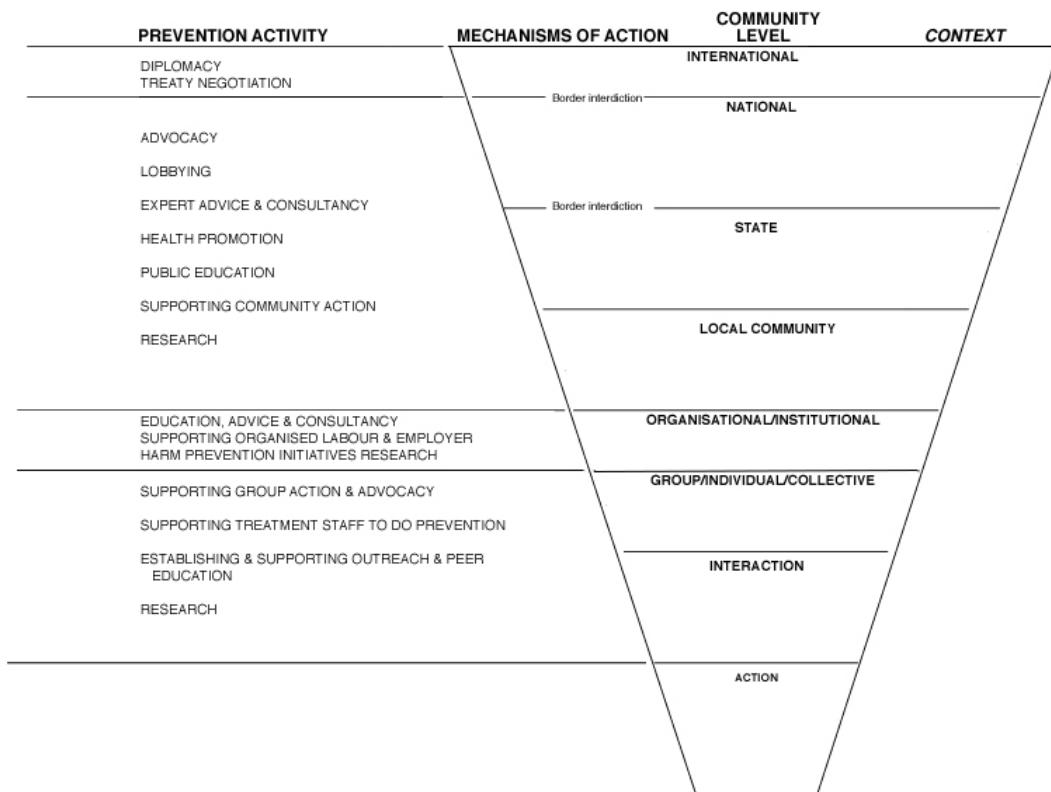 PREVENTION ACTIVITY
MECHANISMS OF ACTION
COMMUNITY
LEVEL
CONTEXT
DIPLOMACY
TREATY NEGOTIATION
INTERNATIONAL
Border interdiction
NATIONAL
ADVOCACY
LOBBYING
EXPERT ADVICE & CONSULTANCY
HEALTH PROMOTION
PUBLIC EDUCATION
SUPPORTING COMMUNITY ACTION
RESEARCH
Border interdiction
STATE
LOCAL COMMUNITY
EDUCATION, ADVICE & CONSULTANCY
SUPPORTING ORGANISED LABOUR & EMPLOYER
HARM PREVENTION INITIATIVES RESEARCH
ORGANISATIONAL/INSTITUTIONAL
SUPPORTING GROUP ACTION & ADVOCACY
SUPPORTING TREATMENT STAFF TO DO PREVENTION
ESTABLISHING & SUPPORTING OUTREACH & PEER
EDUCATION
RESEARCH
GROUP/INDIVIDUAL/COLLECTIVE
INTERACTION
ACTION